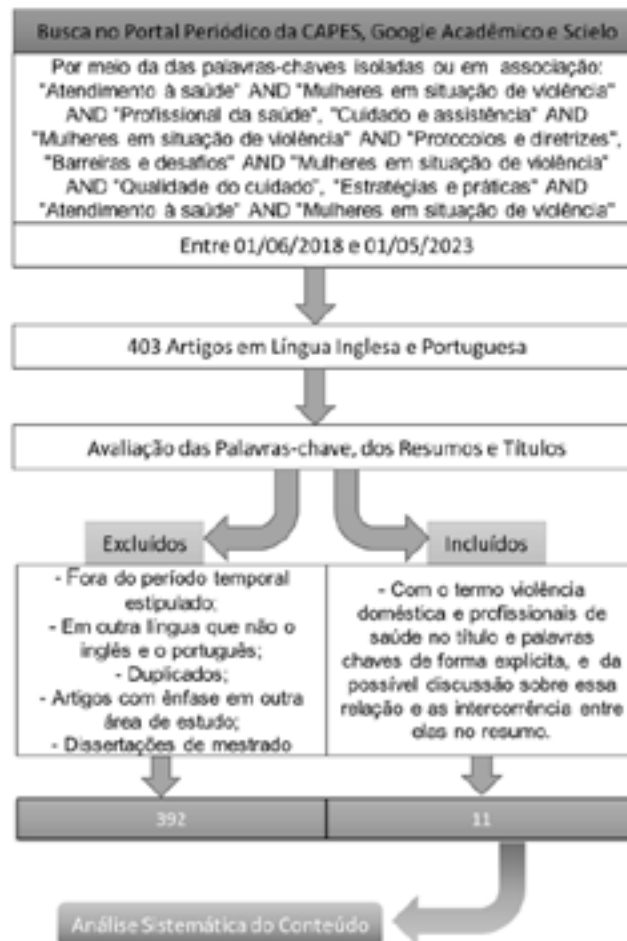 Busca no Portal Periódico da CAPES, Google Acadêmico e Scielo
Por meio da das palavras-chaves isoladas ou em associação:
"Atendimento à saúde" AND "Mulheres em situação de violência"
AND "Profissional da saúde", "Cuidado e assistência" AND
"Mulheres em situação de violência" AND "Protocolos e diretrizes",
"Barreiras e desafios" AND "Mulheres em situação de violência"
AND "Qualidade do cuidado", "Estratégias e práticas" AND
"Atendimento à saúde" AND "Mulheres em situação de violência"
Entre 01/06/2018 e 01/05/2023
403 Artigos em Língua Inglesa e Portuguesa
Avaliação das Palavras-chave, dos Resumos e Títulos
Excluídos
- Fora do período temporal
estipulado;
- Em outra língua que não o
inglês e o português;
- Duplicados;
- Artigos com ênfase em outra
área de estudo;
- Dissertações de mestrado
392
Incluídos
- Com o termo violência
doméstica e profissionais de
saúde no título e palavras
chaves de forma explícita, e da
possível discussão sobre essa
relação e as intercorrência entre
elas no resumo.
11
Análise Sistemática do Conteúdo